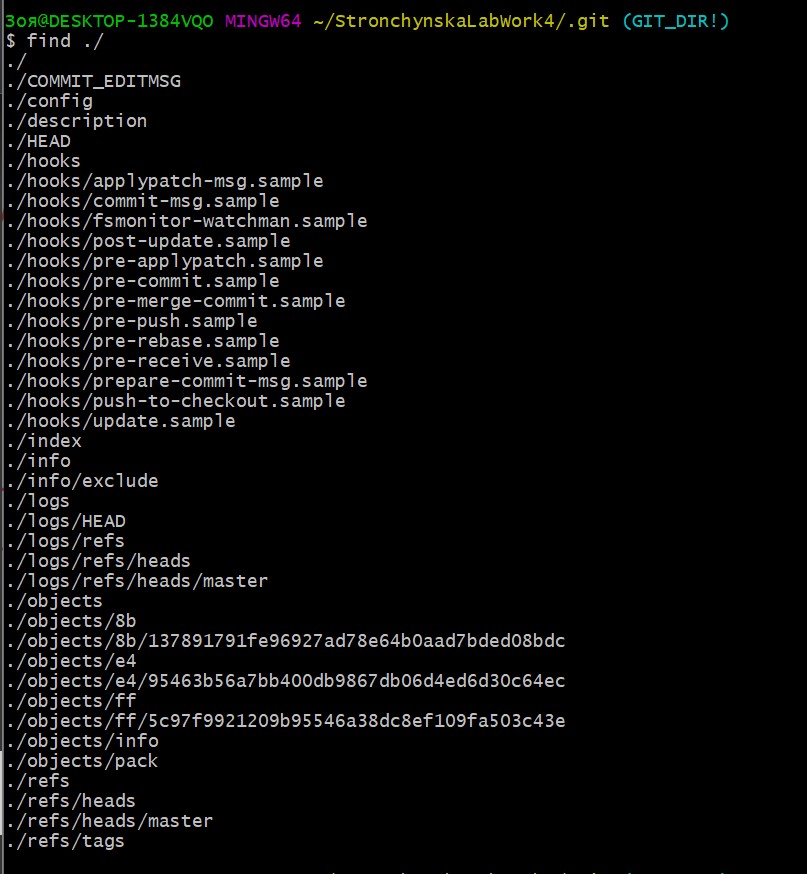 Зоя@DESKTOP-1384VQO MINGW64 ~/StronchynskaLabWork4/.git (GIT_DIR!)
$ find ./
./
./COMMIT_EDITMSG
./config
./description
./HEAD
./hooks
./hooks/applypatch-msg.sample
./hooks/commit-msg.sample
./hooks/fsmonitor-watchman.sample
./hooks/post-update.sample
./hooks/pre-applypatch.sample
./hooks/pre-commit.sample
./hooks/pre-merge-commit.sample
./hooks/pre-push.sample
./hooks/pre-rebase.sample
./hooks/pre-receive.sample
./hooks/prepare-commit-msg.sample
./hooks/push-to-checkout.sample
./hooks/update.sample
./index
./info
./info/exclude
./logs
./logs/HEAD
./logs/refs
./logs/refs/heads
./logs/refs/heads/master
./objects
./objects/8b
./objects/8b/137891791fe96927ad78e64b0aad7bded08bdc
./objects/e4
./objects/e4/95463b56a7bb400db9867db06d4ed6d30c64ec
./objects/ff
./objects/ff/5c97f9921209b95546a38dc8ef109fa503c43e
./objects/info
./objects/pack
./refs
./refs/heads
./refs/heads/master
./refs/tags